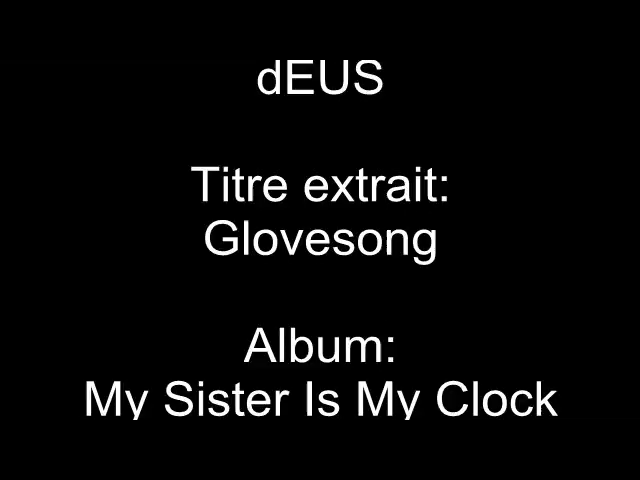 dEUS
Titre extrait:
Glovesong
Album:
My Sister Is My Clock